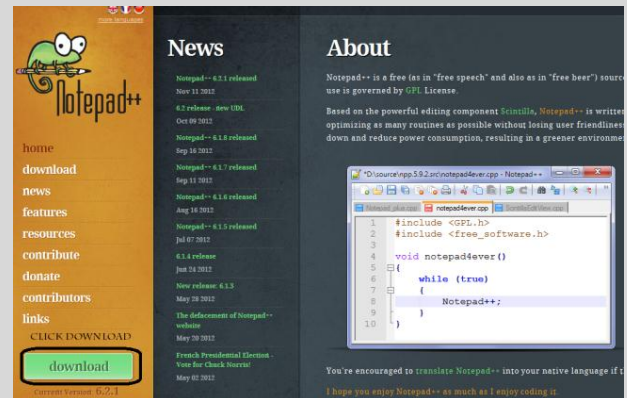 more languages
Notepad++
home
download
news
features
resources
contribute
donate
contributors
links
CLICK DOWNLOAD
download
Current Version 6.2.1
News
Notepad++ 6.2.1 released
Nov 11 2012
6.2 release - new UDL
Oct 09 2012
Notepad++ 6.1.8 released
Sep 16 2012
Notepad++ 6.1.7 released
Sep 11 2012
Notepad++ 6.1.6 released
Aug 16 2012
Notepad++ 6.1.5 released
Jul 07 2012
6.1.4 release
Jun 24 2012
New release: 6.1.3
May 28 2012
The defacement of Notepad++
website
May 20 2012
French Presidential Election -
Vote for Chuck Norris!
May 02 2012
About
Notepad++ is a free (as in "free speech" and also as in "free beer") source
use is governed by GPL License.
Based on the powerful editing component Scintilla, Notepad++ is written
optimizing as many routines as possible without losing user friendliness
down and reduce power consumption, resulting in a greener environmen
*D:\source\npp.5.9.2.src\notepad4ever.cpp - Notepad++
Notepad_plus.cpp notepad4ever.cpp ScintillaEditView.cpp
1 #include <GPL.h>
2 #include <free_software.h>
3
4 void notepad4ever()
5 {
6 while (true)
7 {
8 Notepad++;
9 }
10 }
You're encouraged to translate Notepad++ into your native language if t
I hope you enjoy Notepad++ as much as I enjoy coding it.